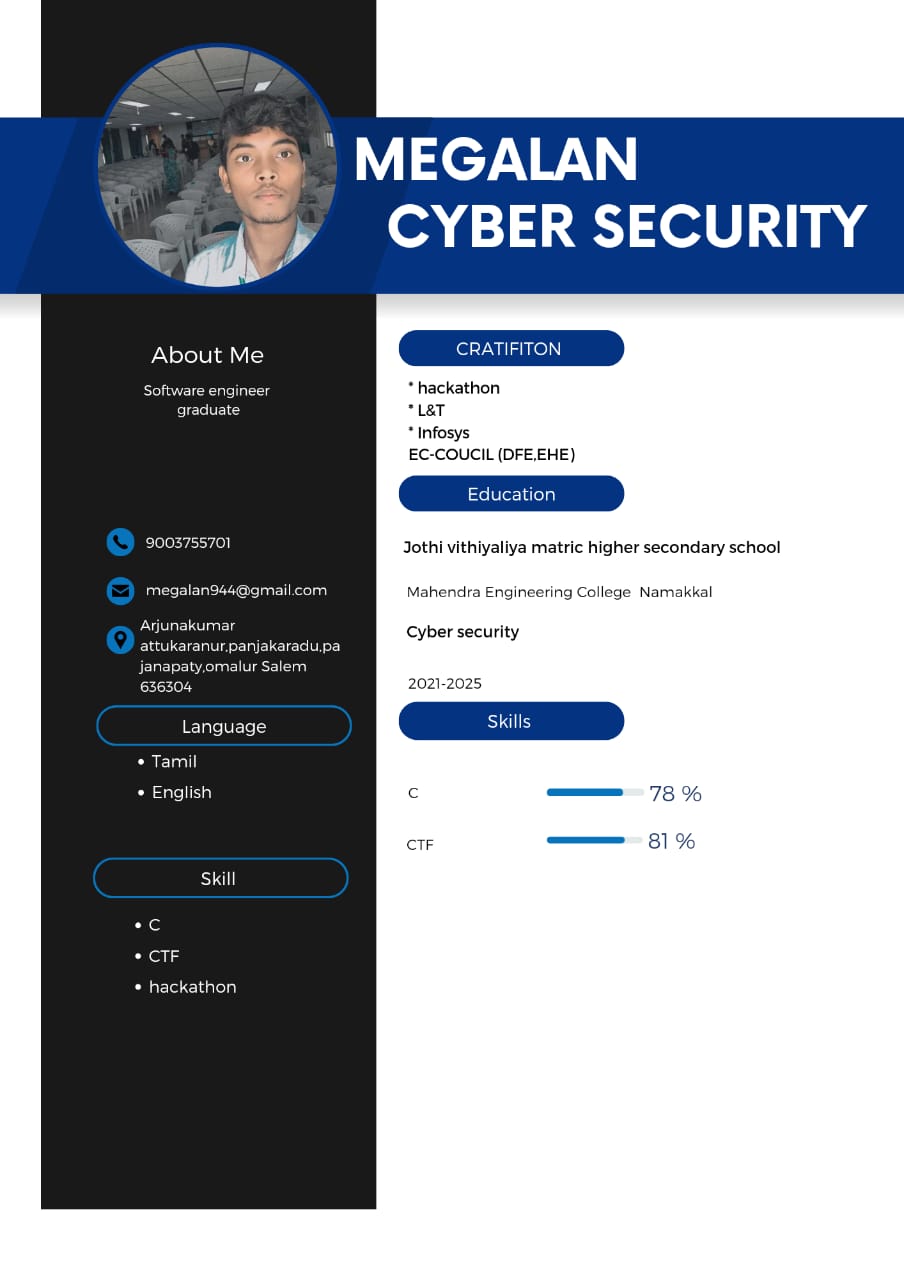 MEGALAN
CYBER SECURITY
About Me
Software engineer
graduate
9003755701
megalan944@gmail.com
Arjunakumar
attukaranur,panjakaradu,pa
janapaty,omalur Salem
636304
Language
• Tamil
• English
Skill
• C
• CTF
• hackathon
CRATIFITON
* hackathon
* L&T
* Infosys
EC-COUCIL (DFE,EHE)
Education
Jothi vithiyaliya matric higher secondary school
Mahendra Engineering College Namakkal
Cyber security
2021-2025
Skills
C 78 %
CTF 81 %